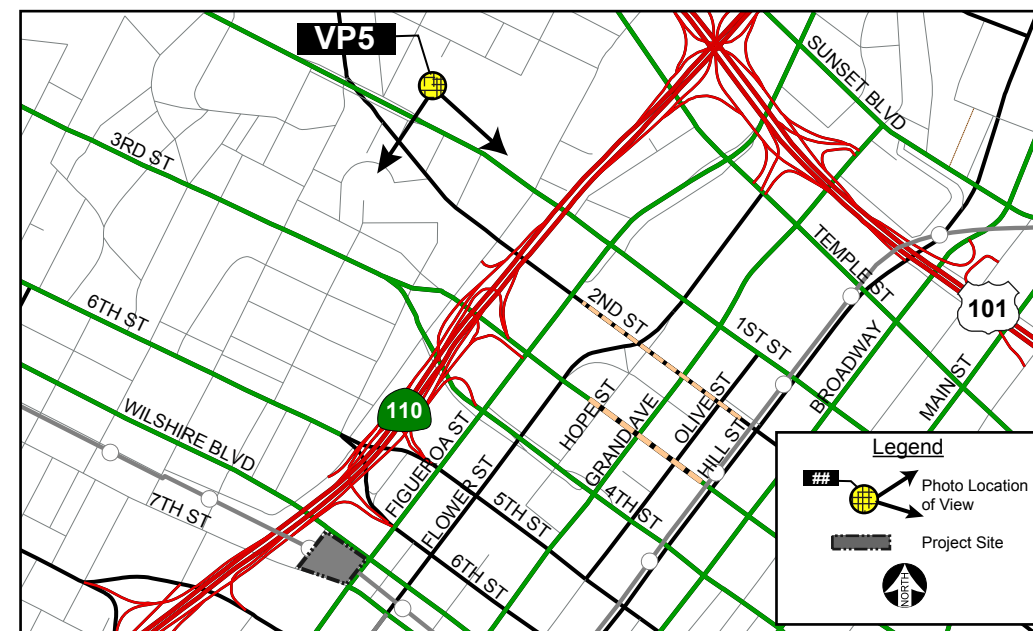 VP5
SUNSET BLVD
3RD ST
TEMPLE ST
101
6TH ST
2ND ST
1ST ST
BROADWAY
MAIN ST
110
WILSHIRE BLVD
HOPE ST
OLIVE ST
GRAND AVE
HILL ST
FIGUEROA ST
7TH ST
FLOWER ST
5TH ST
4TH ST
6TH ST
Legend
##
Photo Location
of View
Project Site
NORTH